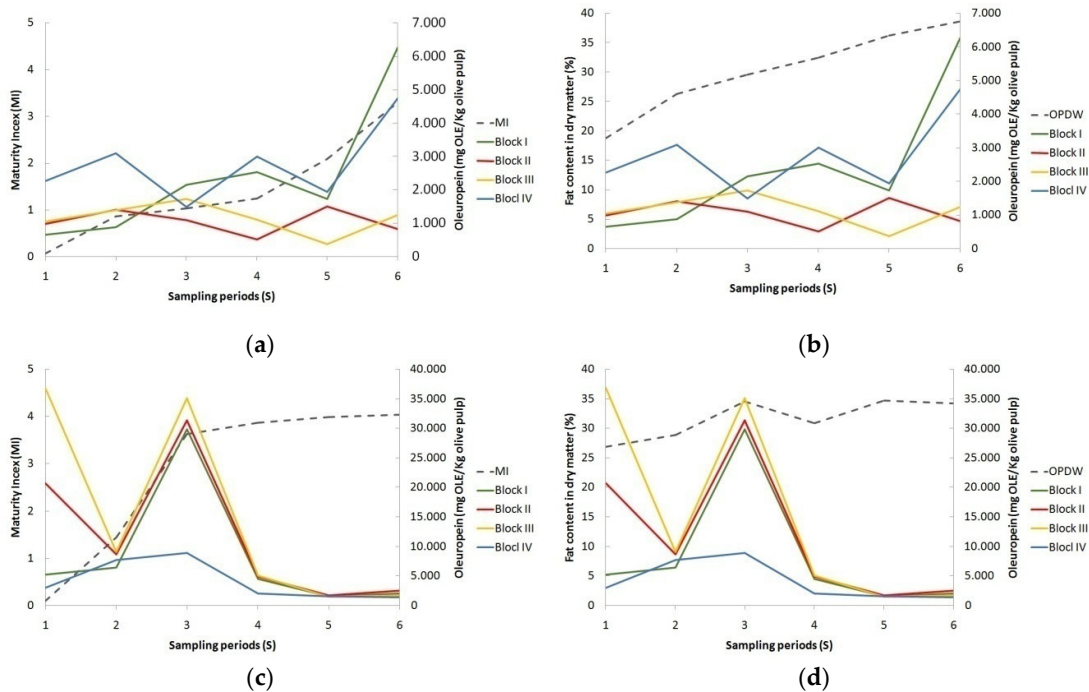 5
4
3
2
1
0
Maturity Incex (MI)
7.000
6.000
5.000
4.000
3.000
2.000
1.000
0
Oleuropein (mg OLE/Kg olive pulp)
MI
Block I
Block II
Block III
Blocl IV
1 2 3 4 5 6
Sampling periods (S)
(a)
40
35
30
25
20
15
10
5
0
Fat content in dry matter (%)
7.000
6.000
5.000
4.000
3.000
2.000
1.000
0
Oleuropein (mg OLE/Kg olive pulp)
OPDW
Block I
Block II
Block III
Blocl IV
1 2 3 4 5 6
Sampling periods (S)
(b)
5
4
3
2
1
0
Maturity Index (MI)
40.000
35.000
30.000
25.000
20.000
15.000
10.000
5.000
0
Oleuropein (mg OLE/Kg olive pulp)
MI
Block I
Block II
Block III
Blocl IV
1 2 3 4 5 6
Sampling periods (S)
(c)
40
35
30
25
20
15
10
5
0
Fat content in dry matter (%)
40.000
35.000
30.000
25.000
20.000
15.000
10.000
5.000
0
Oleuropein (mg OLE/Kg olive pulp)
OPDW
Block I
Block II
Block III
Blocl IV
1 2 3 4 5 6
Sampling periods (S)
(d)